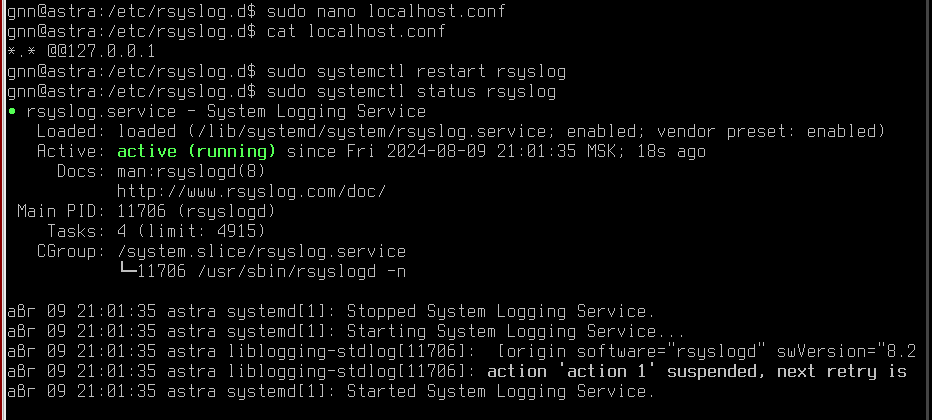 gnn@astra:/etc/rsyslog.d$ sudo nano localhost.conf
gnn@astra:/etc/rsyslog.d$ cat localhost.conf
*.* @@127.0.0.1
gnn@astra:/etc/rsyslog.d$ sudo systemctl restart rsyslog
gnn@astra:/etc/rsyslog.d$ sudo systemctl status rsyslog
● rsyslog.service - System Logging Service
   Loaded: loaded (/lib/systemd/system/rsyslog.service; enabled; vendor preset: enabled)
   Active: active (running) since Fri 2024-08-09 21:01:35 MSK; 18s ago
     Docs: man:rsyslogd(8)
           http://www.rsyslog.com/doc/
 Main PID: 11706 (rsyslogd)
    Tasks: 4 (limit: 4915)
   CGroup: /system.slice/rsyslog.service
           └─11706 /usr/sbin/rsyslogd -n
авг 09 21:01:35 astra systemd[1]: Stopped System Logging Service.
авг 09 21:01:35 astra systemd[1]: Starting System Logging Service...
авг 09 21:01:35 astra liblogging-stdlog[11706]:  [origin software="rsyslogd" swVersion="8.2
авг 09 21:01:35 astra liblogging-stdlog[11706]: action 'action 1' suspended, next retry is
авг 09 21:01:35 astra systemd[1]: Started System Logging Service.